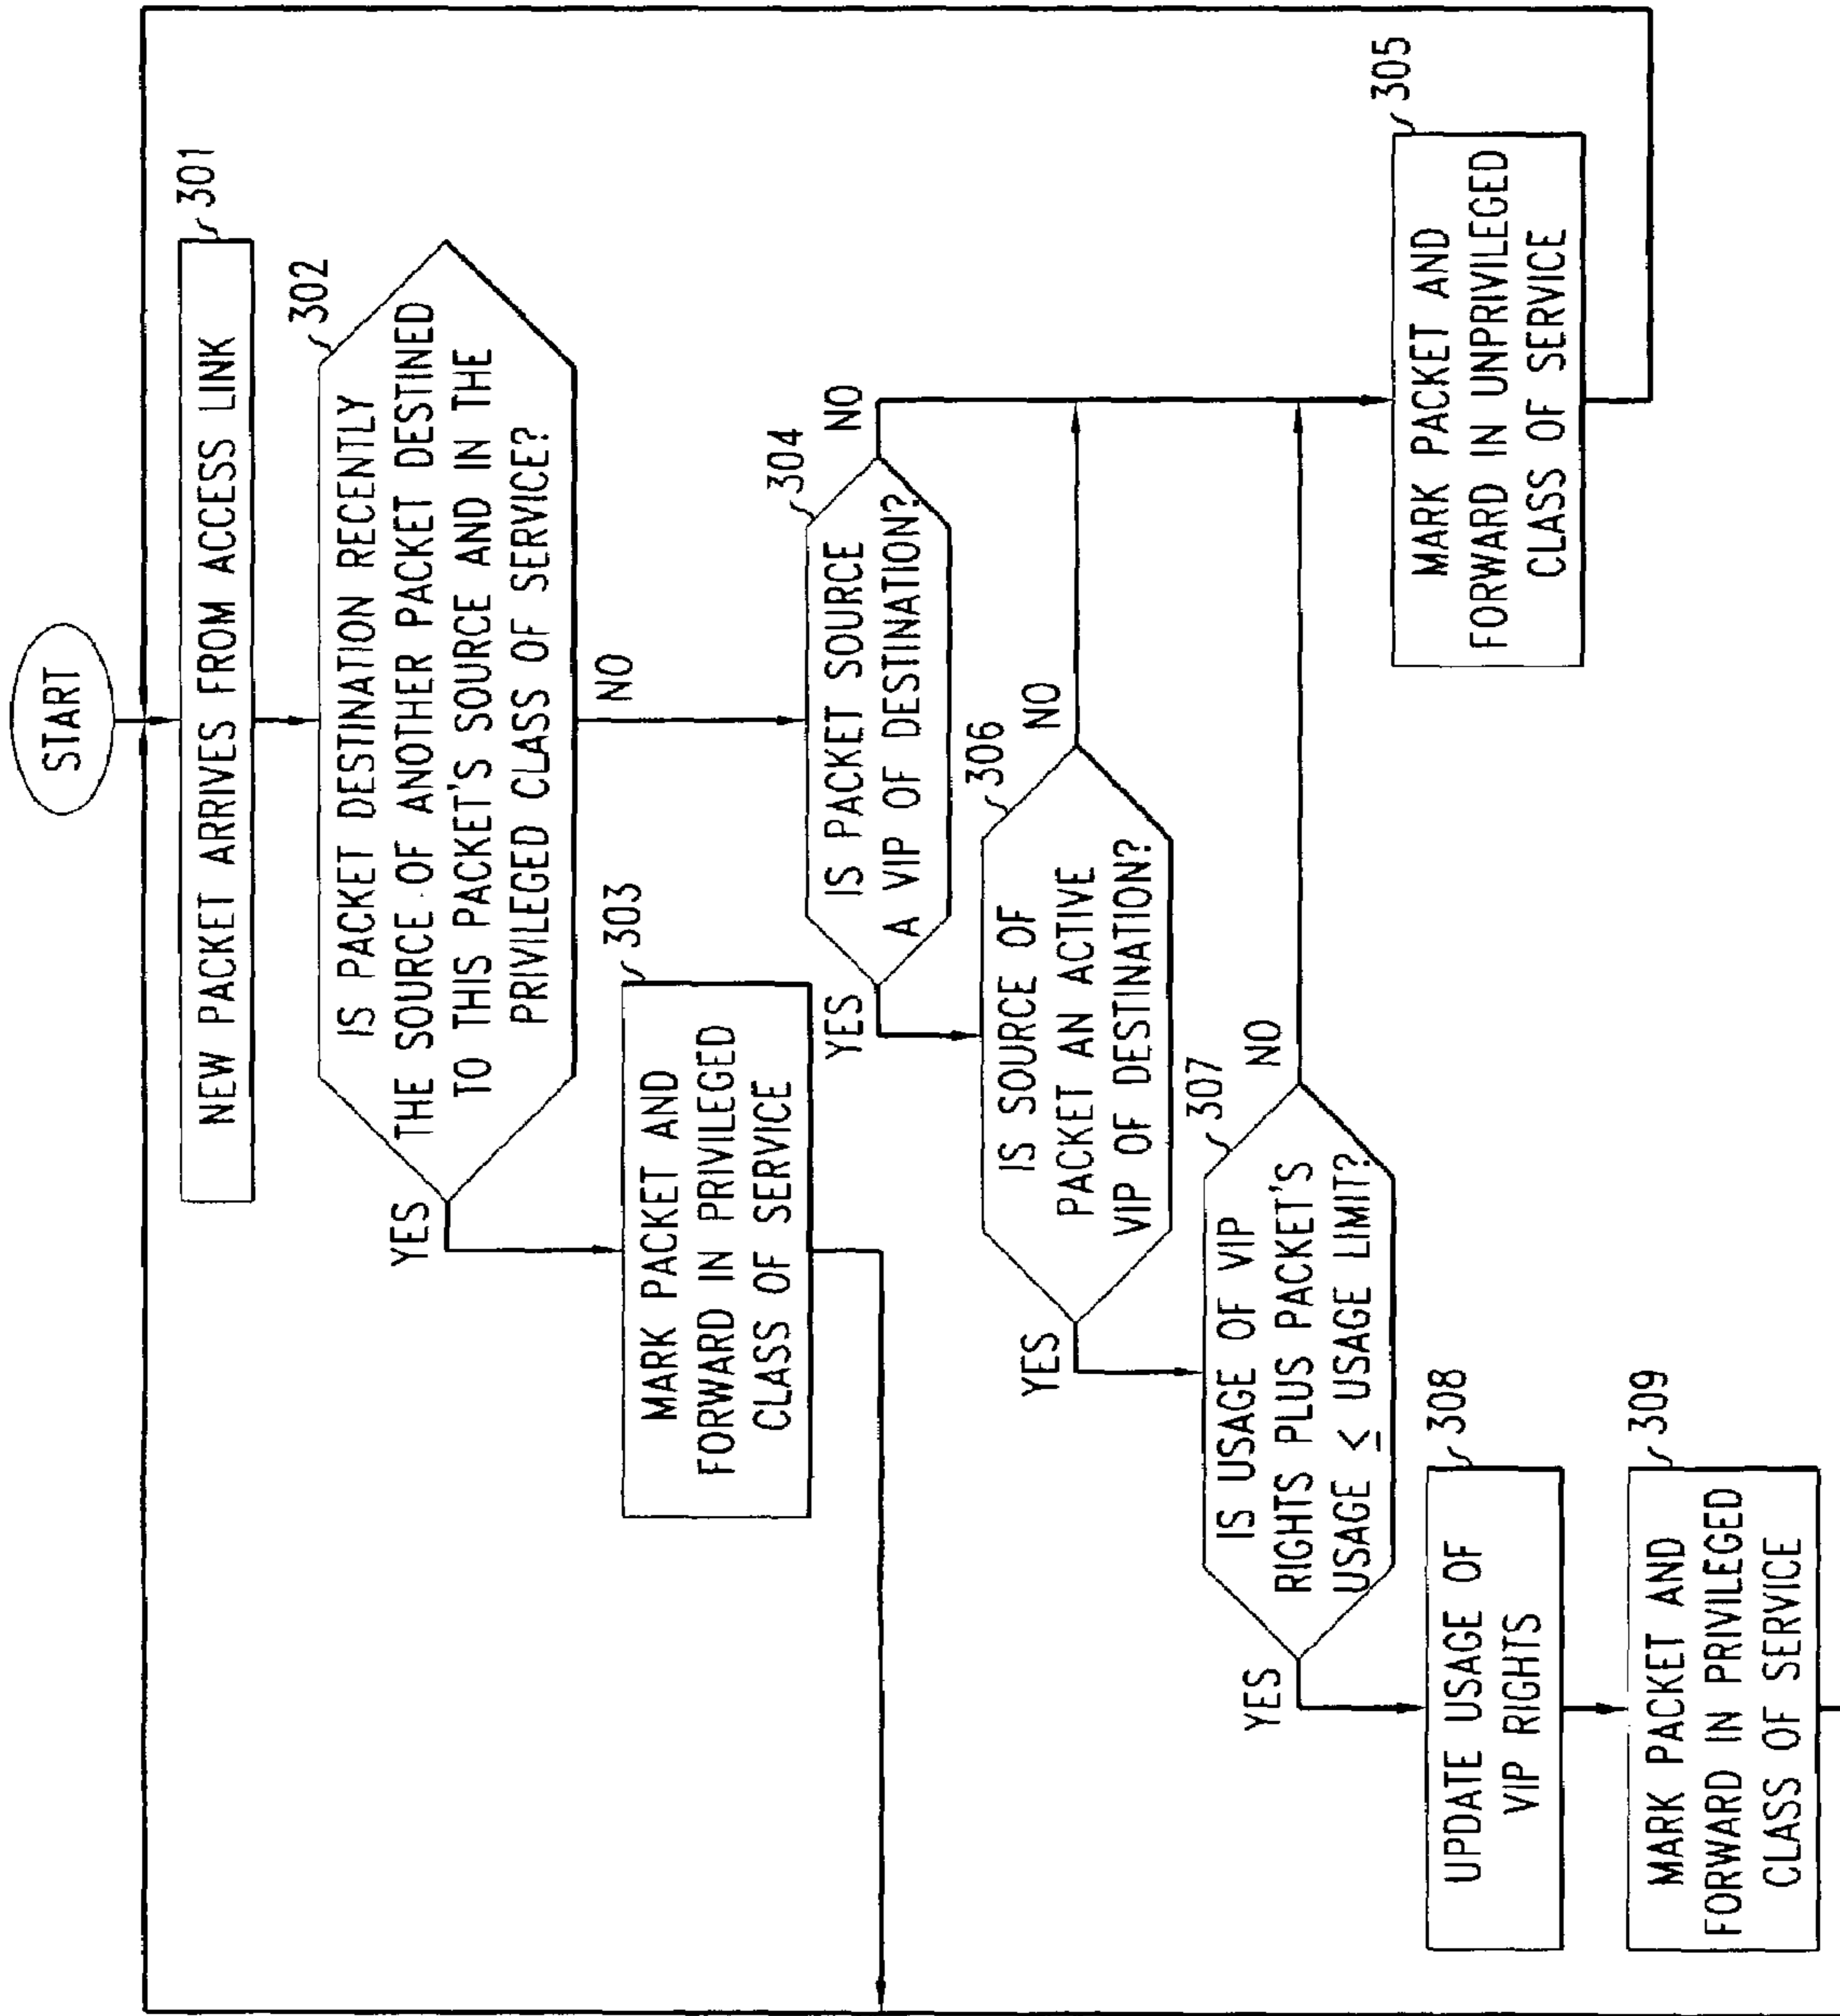 START
301
NEW PACKET ARRIVES FROM ACCESS LINK
302
IS PACKET DESTINATION RECENTLY
THE SOURCE OF ANOTHER PACKET DESTINED
TO THIS PACKET'S SOURCE AND IN THE
PRIVILEGED CLASS OF SERVICE?
YES
NO
303
MARK PACKET AND
FORWARD IN PRIVILEGED
CLASS OF SERVICE
304
IS PACKET SOURCE
A VIP OF DESTINATION?
YES
NO
306
IS SOURCE OF
PACKET AN ACTIVE
VIP OF DESTINATION?
YES
NO
307
IS USAGE OF VIP
RIGHTS PLUS PACKET'S
USAGE ≤ USAGE LIMIT?
YES
NO
305
MARK PACKET AND
FORWARD IN UNPRIVILEGED
CLASS OF SERVICE
308
UPDATE USAGE OF
VIP RIGHTS
309
MARK PACKET AND
FORWARD IN PRIVILEGED
CLASS OF SERVICE